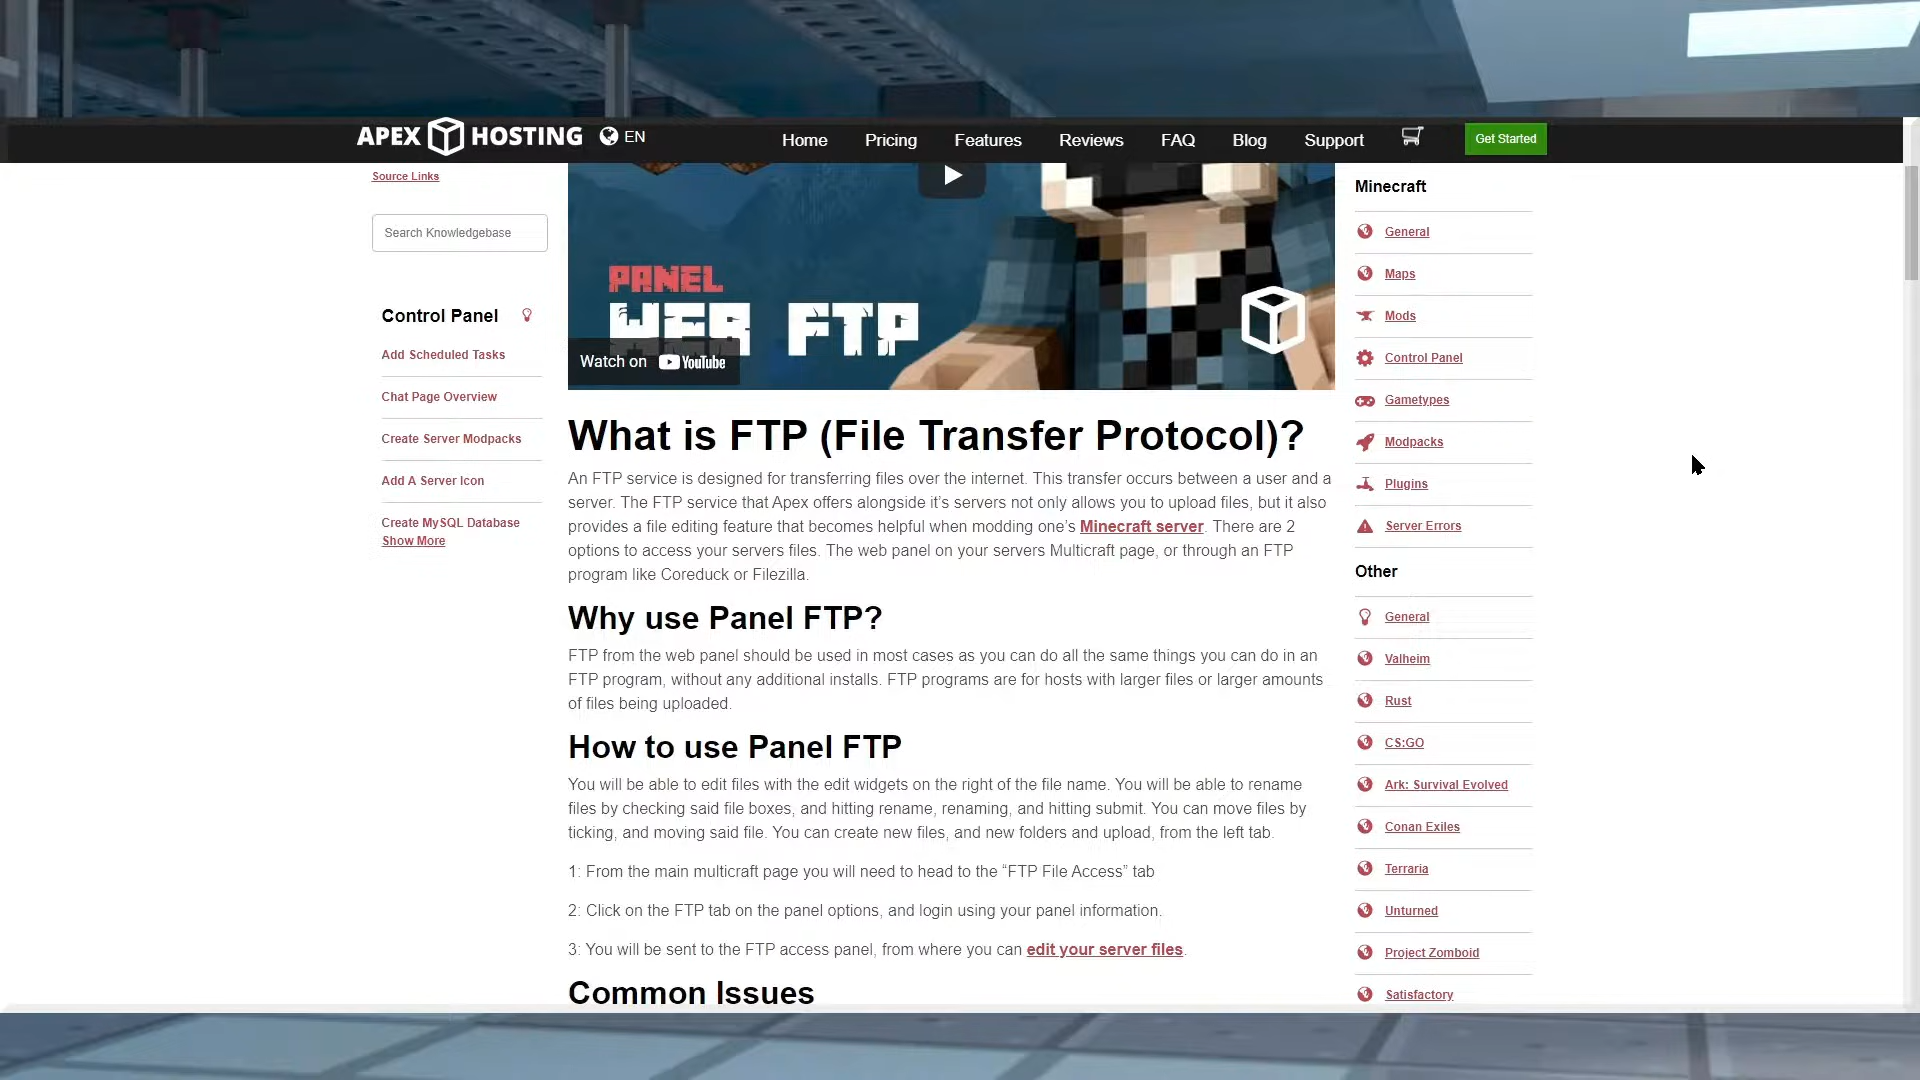 APEX HOSTING EN Home Pricing Features Reviews FAQ Blog Support Get Started
Source Links
Search Knowledgebase
Control Panel
Add Scheduled Tasks
Chat Page Overview
Create Server Modpacks
Add A Server Icon
Create MySQL Database
Show More
PANEL
WEB FTP
Watch on YouTube
What is FTP (File Transfer Protocol)?
An FTP service is designed for transferring files over the internet. This transfer occurs between a user and a
server. The FTP service that Apex offers alongside it’s servers not only allows you to upload files, but it also
provides a file editing feature that becomes helpful when modding one’s Minecraft server. There are 2
options to access your servers files. The web panel on your servers Multicraft page, or through an FTP
program like Coreduck or Filezilla.
Why use Panel FTP?
FTP from the web panel should be used in most cases as you can do all the same things you can do in an
FTP program, without any additional installs. FTP programs are for hosts with larger files or larger amounts
of files being uploaded.
How to use Panel FTP
You will be able to edit files with the edit widgets on the right of the file name. You will be able to rename
files by checking said file boxes, and hitting rename, renaming, and hitting submit. You can move files by
ticking, and moving said file. You can create new files, and new folders and upload, from the left tab.
1: From the main multicraft page you will need to head to the “FTP File Access” tab
2: Click on the FTP tab on the panel options, and login using your panel information.
3: You will be sent to the FTP access panel, from where you can edit your server files.
Common Issues
Minecraft
General
Maps
Mods
Control Panel
Gametypes
Modpacks
Plugins
Server Errors
Other
General
Valheim
Rust
CS:GO
Ark: Survival Evolved
Conan Exiles
Terraria
Unturned
Project Zomboid
Satisfactory